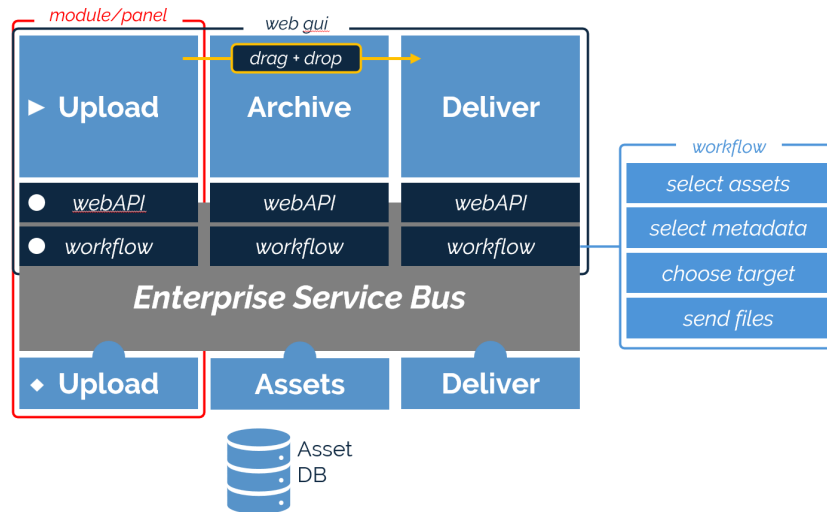 module/panel
web gui
drag + drop
Upload
Archive
Deliver
workflow
select assets
select metadata
choose target
send files
webAPI
webAPI
webAPI
workflow
workflow
workflow
Enterprise Service Bus
Upload
Assets
Deliver
Asset
DB